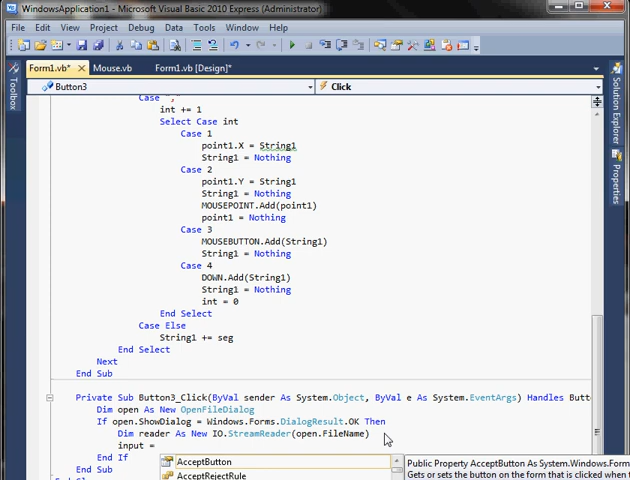 WindowsApplication1 - Microsoft Visual Basic 2010 Express (Administrator)
File Edit View Project Debug Data Tools Window Help
Form1.vb* Mouse.vb Form1.vb [Design]*
Toolbox
Solution Explorer
Properties
Button3 Click
Case ","
int += 1
Select Case int
Case 1
point1.X = String1
String1 = Nothing
Case 2
point1.Y = String1
String1 = Nothing
MOUSEPOINT.Add(point1)
point1 = Nothing
Case 3
MOUSEBUTTON.Add(String1)
String1 = Nothing
Case 4
DOWN.Add(String1)
String1 = Nothing
int = 0
End Select
Case Else
String1 += seg
End Select
Next
End Sub
Private Sub Button3_Click(ByVal sender As System.Object, ByVal e As System.EventArgs) Handles Butt
Dim open As New OpenFileDialog
If open.ShowDialog = Windows.Forms.DialogResult.OK Then
Dim reader As New IO.StreamReader(open.FileName)
input =
End If
End Sub
AcceptButton
AcceptRejectRule
Public Property AcceptButton As System.Windows.Form
Gets or sets the button on the form that is clicked when t